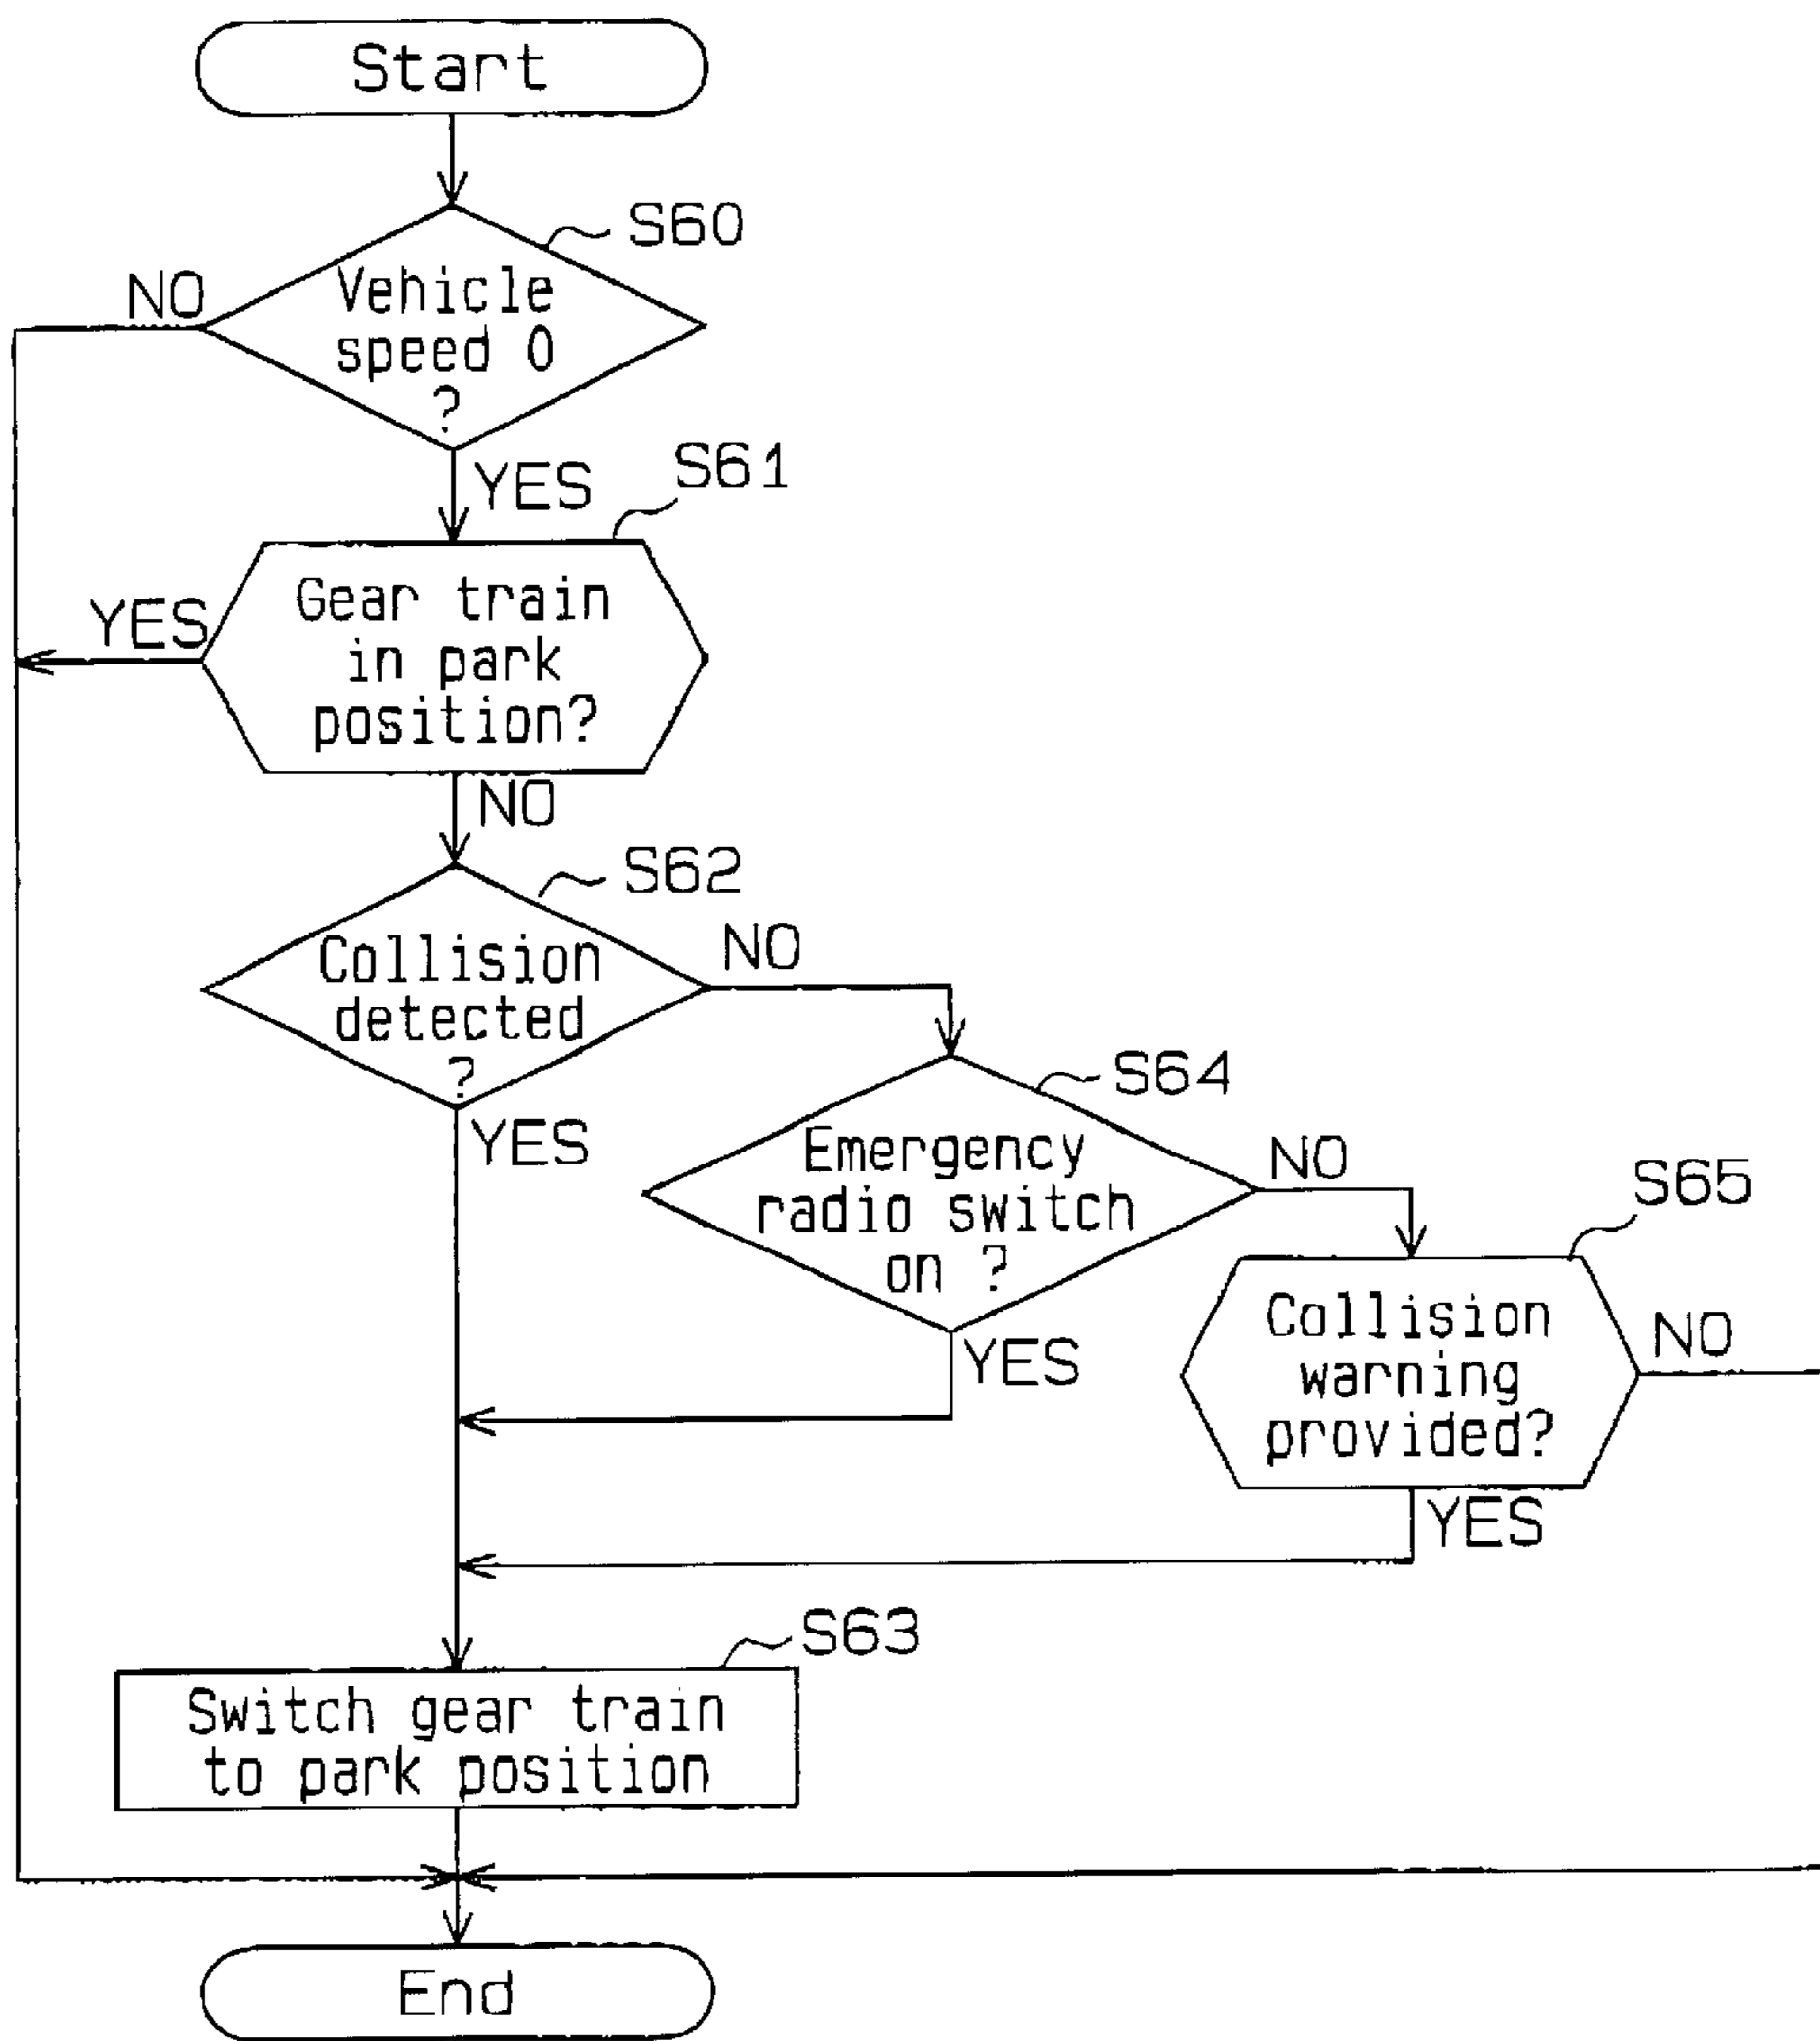 Start
S60
NO
Vehicle
speed 0
?
YES
S61
Gear train
in park
position?
YES
NO
S62
Collision
detected
?
NO
YES
S64
Emergency
radio switch
on ?
NO
YES
S65
Collision
warning
provided?
NO
YES
S63
Switch gear train
to park position
End